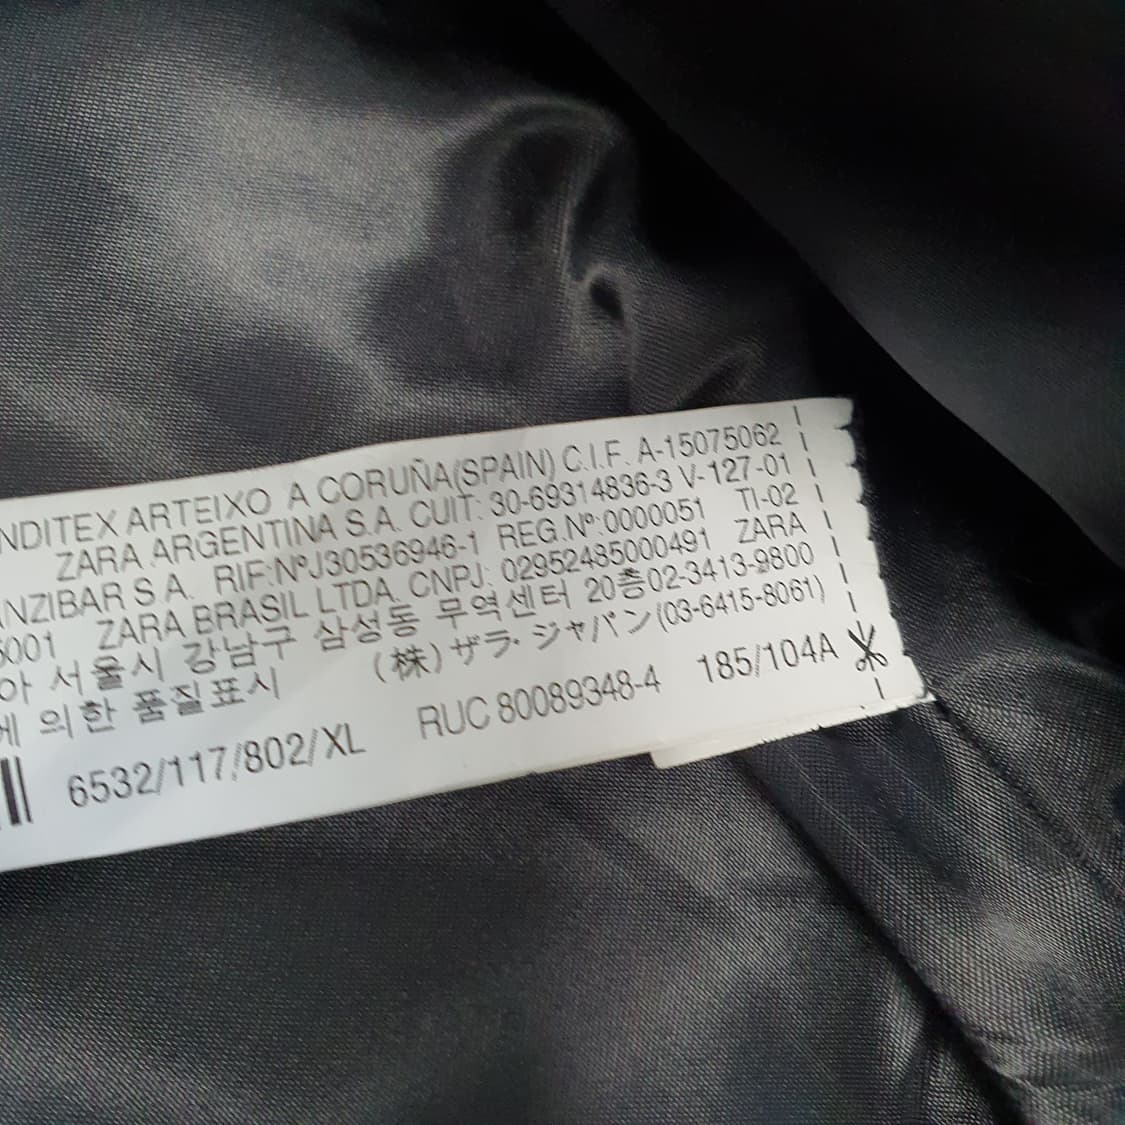 NDITEX ARTEIXO A CORUÑA(SPAIN) C.I.F. A-15075062
ZARA ARGENTINA S.A. CUIT: 30-69314836-3 V-127-01
NZIBAR S A. RIF:NºJ30536946-1 REG.Nº:0000051 TI-02
5001 ZARA BRASIL LTDA. CNPJ: 02952485000491 ZARA
아 서울시 강남구 삼성동 무역센터 20층02-3413-9800
에 의한 품질표시 (株)ザラ・ジャパン(03-6415-8061)
6532/117/802/XL RUC 80089348-4 185/104A